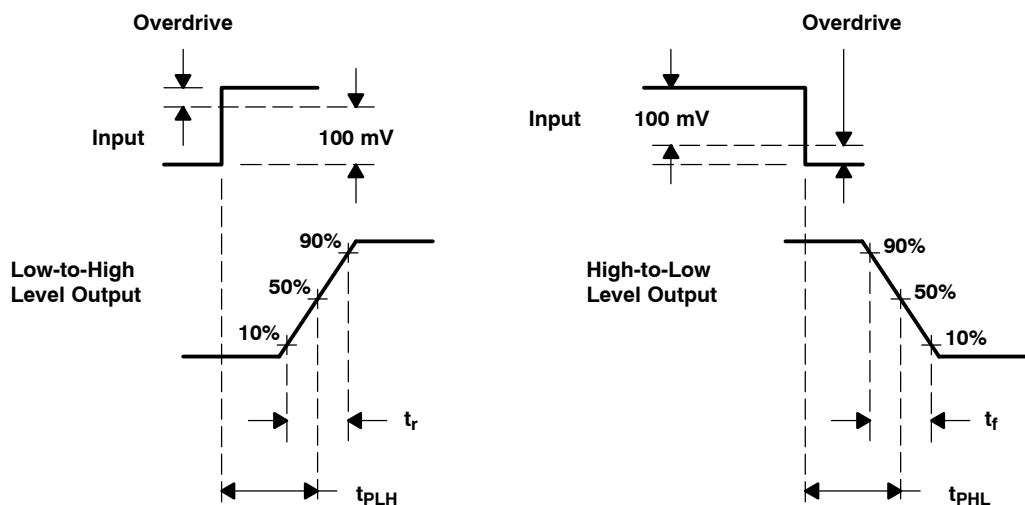 Overdrive
Input
100 mV
Low-to-High
Level Output
90%
50%
10%
tr
tPLH
Overdrive
Input
100 mV
High-to-Low
Level Output
90%
50%
10%
tf
tPHL